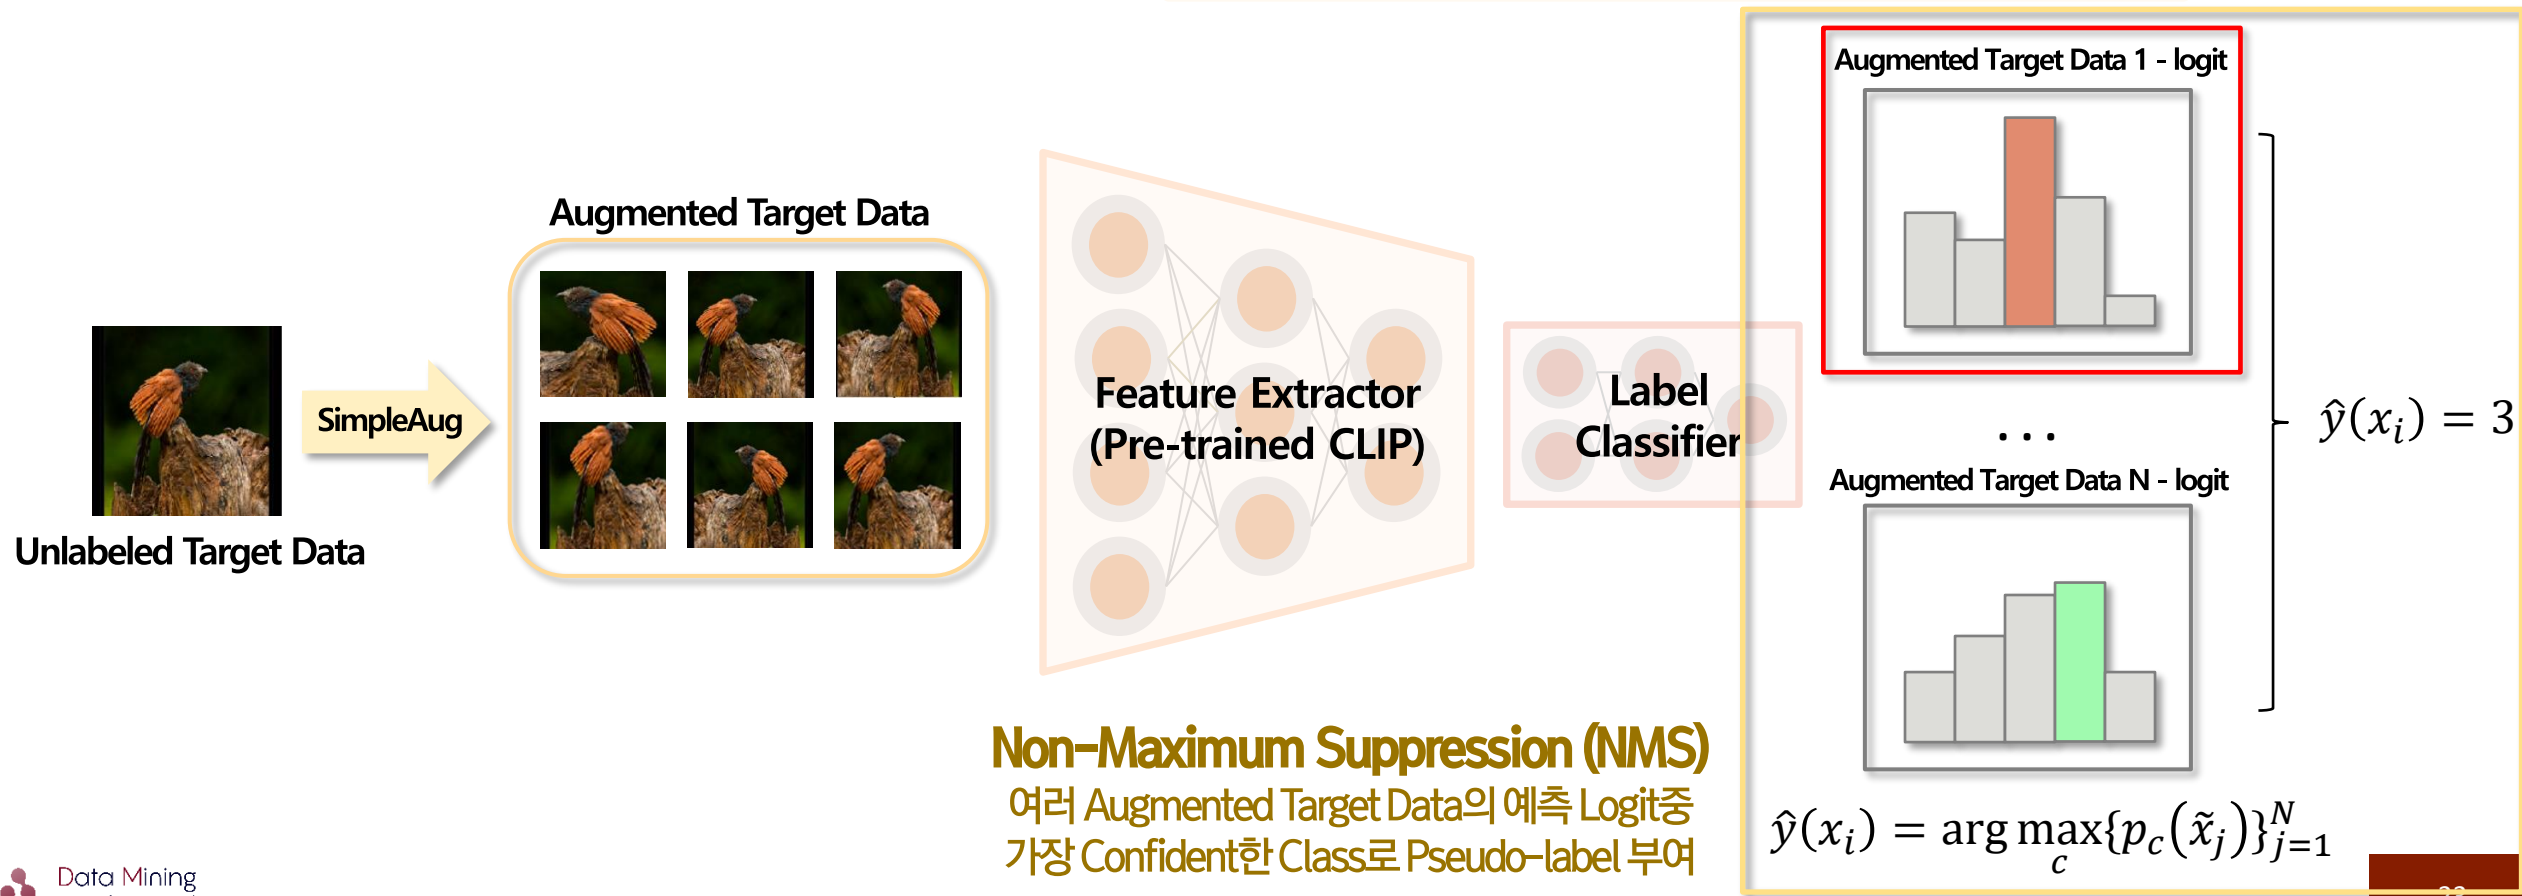 Augmented Target Data 1 - logit
Augmented Target Data
SimpleAug
Unlabeled Target Data
Feature Extractor
(Pre-trained CLIP)
Label
Classifier
...
Augmented Target Data N - logit
ŷ(xᵢ) = 3
Non-Maximum Suppression (NMS)
여러 Augmented Target Data의 예측 Logit중
가장 Confident한 Class로 Pseudo-label 부여
ŷ(xᵢ) = arg max_c{p_c(x̃_j)}_{j=1}^N
Data Mining